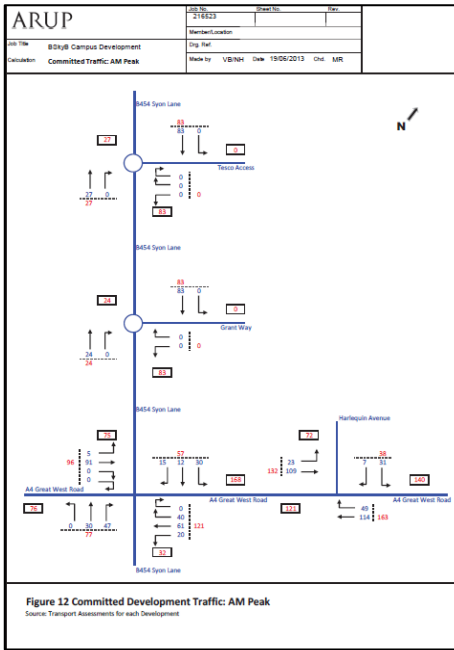 ARUP
Job No. Sheet No. Rev.
216523
Member/Location
Job Title BSkyB Campus Development
Drg. Ref.
Calculation Committed Traffic: AM Peak
Made by VB/NH Date 19/06/2013 Chd. MR
B454 Syon Lane
N
27
83
83 0
0
Tesco Access
27 0
27
0
0
0 0
83
B454 Syon Lane
24
83
83 0
0
Grant Way
24 0
24
0
0 0
83
B454 Syon Lane
Harlequin Avenue
75
72
96
5
91
0
0
57
15 12 30
168
132
23
109
38
7 31
140
A4 Great West Road
A4 Great West Road
A4 Great West Road
76
0 30 47
77
0
40
61 121
20
32
121
49
114 163
B454 Syon Lane
Figure 12 Committed Development Traffic: AM Peak
Source: Transport Assessments for each Development